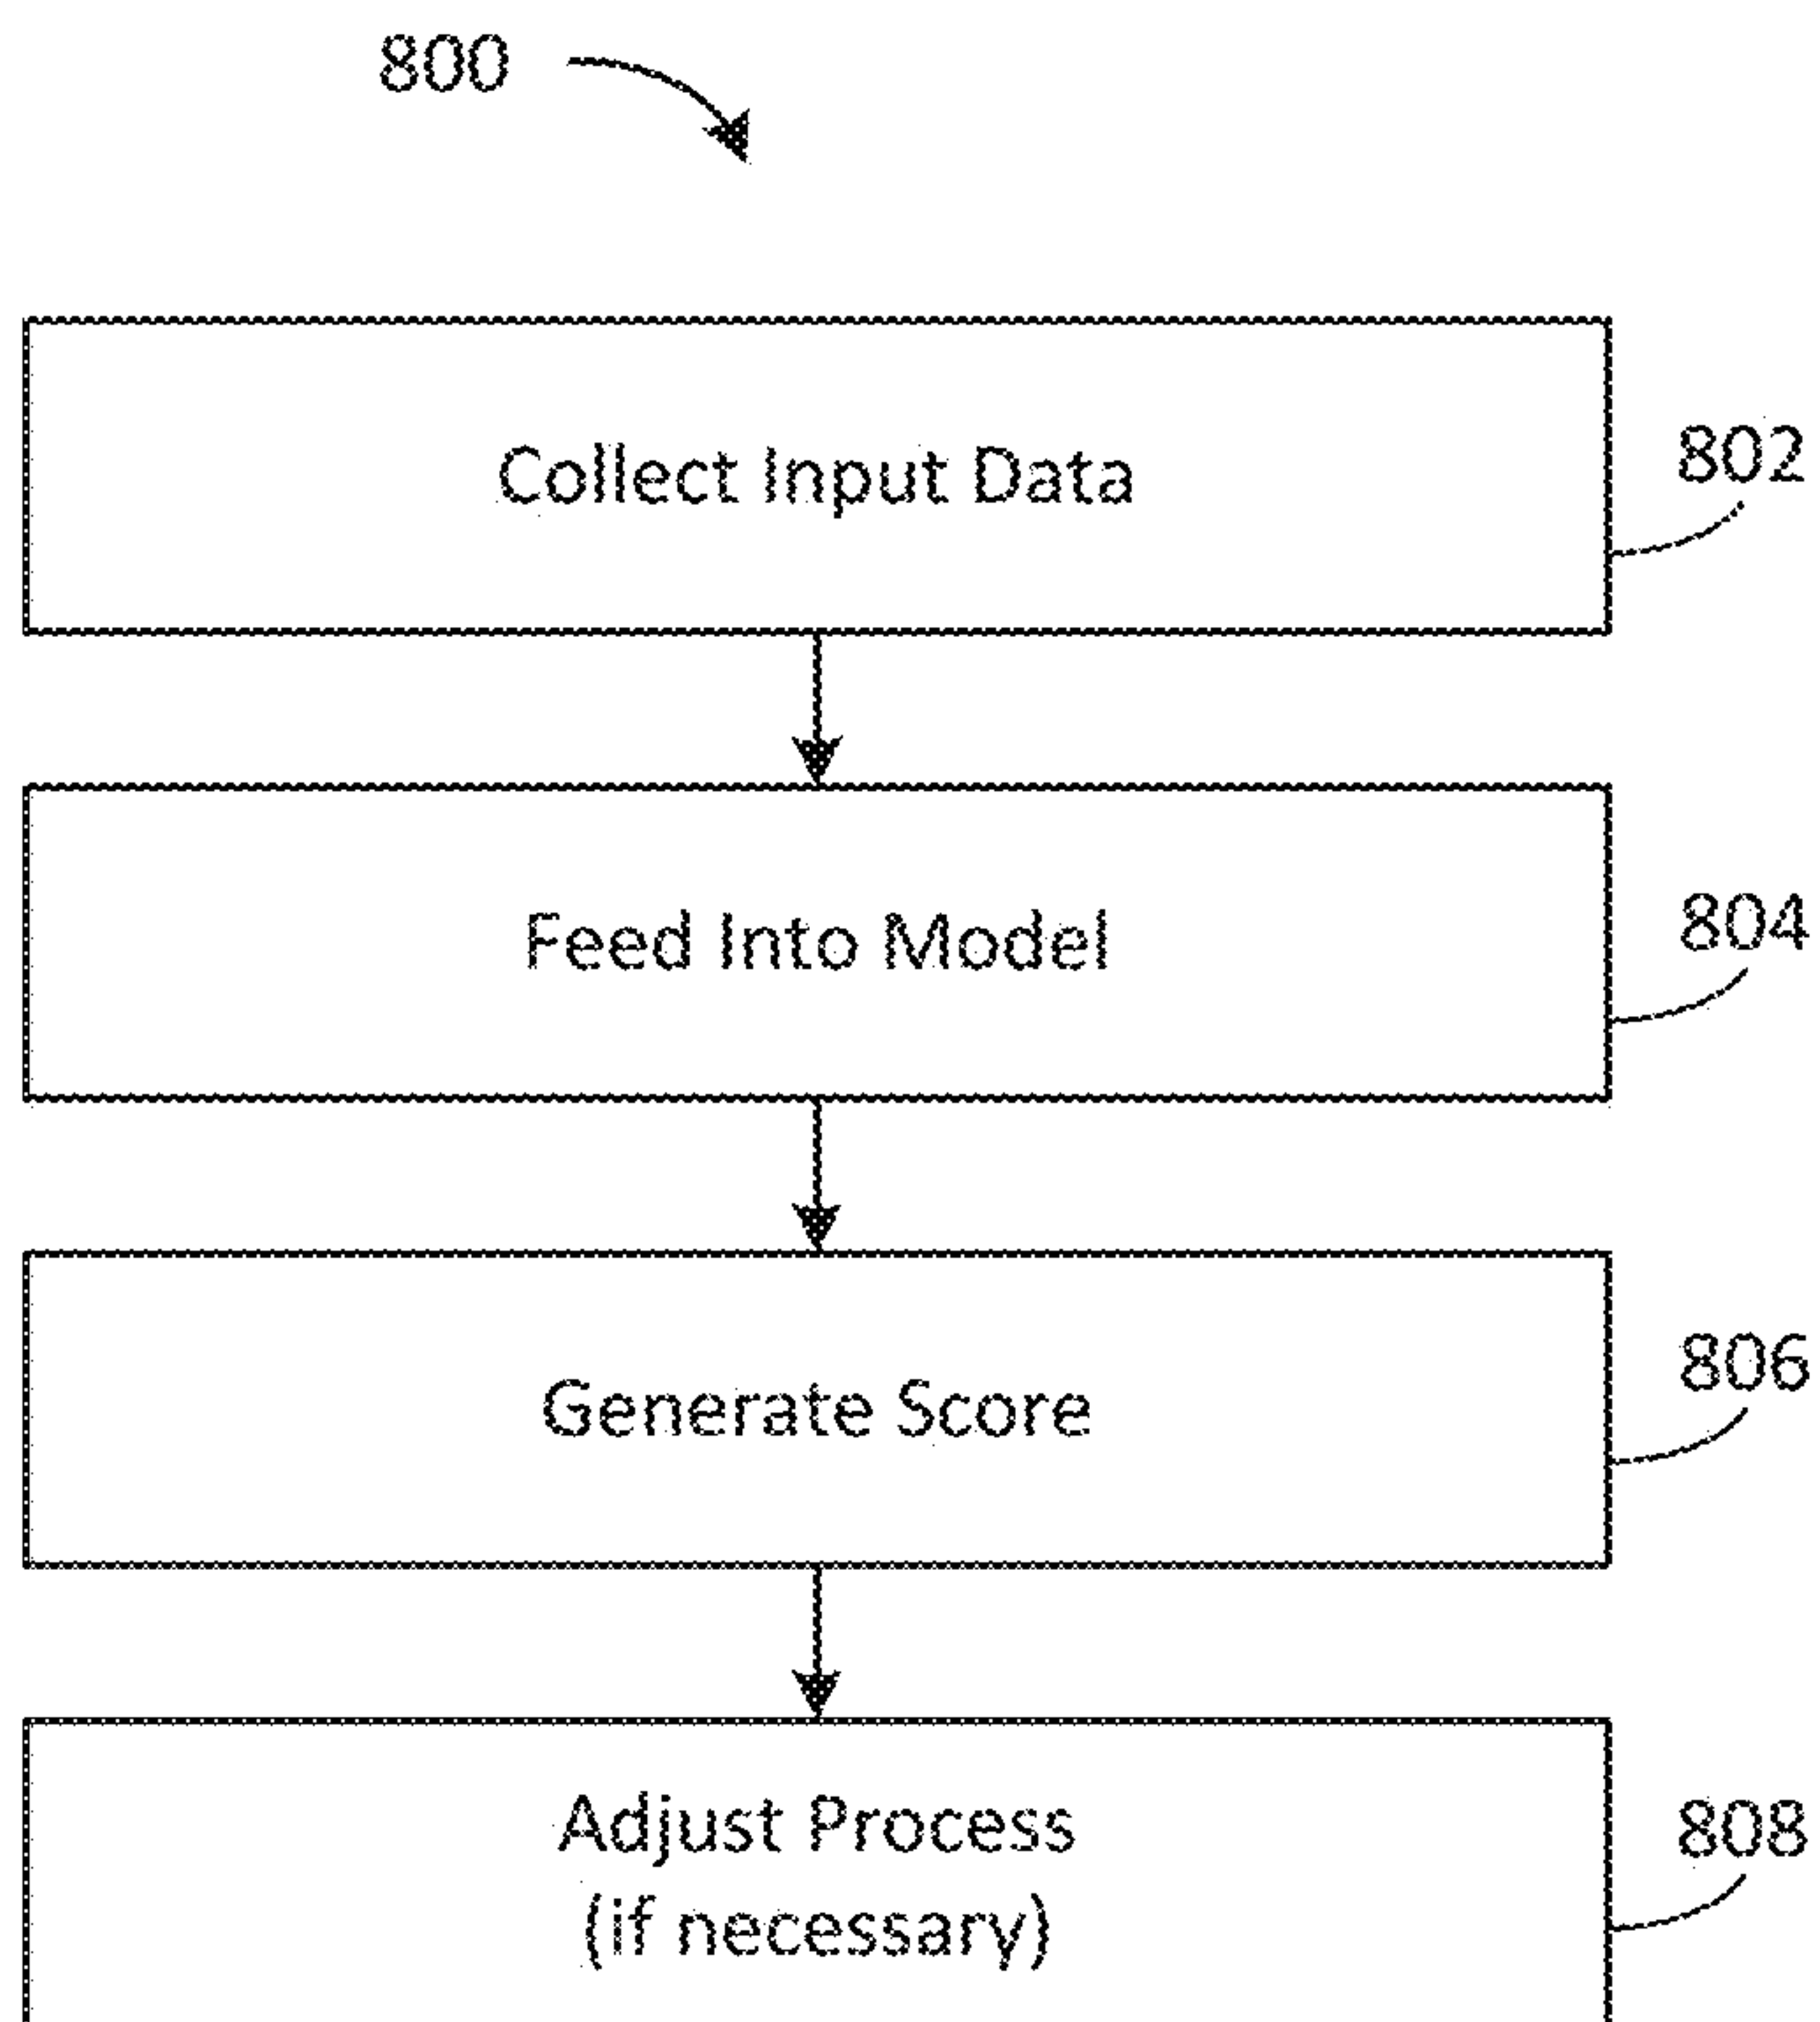 800
Collect Input Data
802
Feed Into Model
804
Generate Score
806
Adjust Process
(if necessary)
808